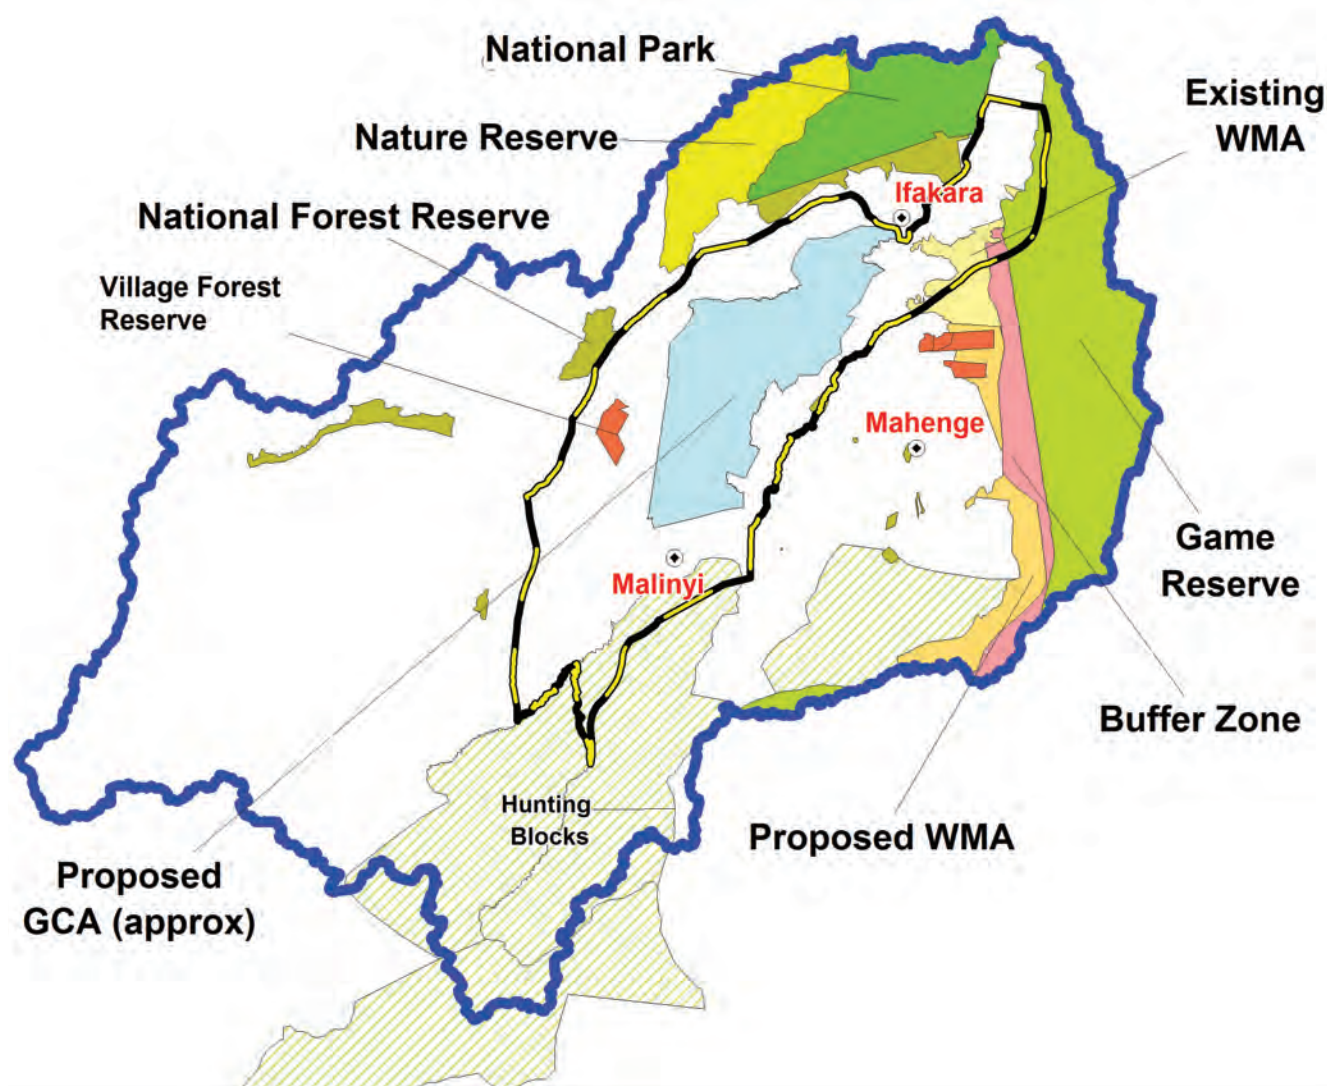 National Park
Existing
WMA
Nature Reserve
Ifakara
National Forest Reserve
Village Forest
Reserve
Mahenge
Game
Reserve
Malinyi
Buffer Zone
Hunting
Blocks
Proposed WMA
Proposed
GCA (approx)